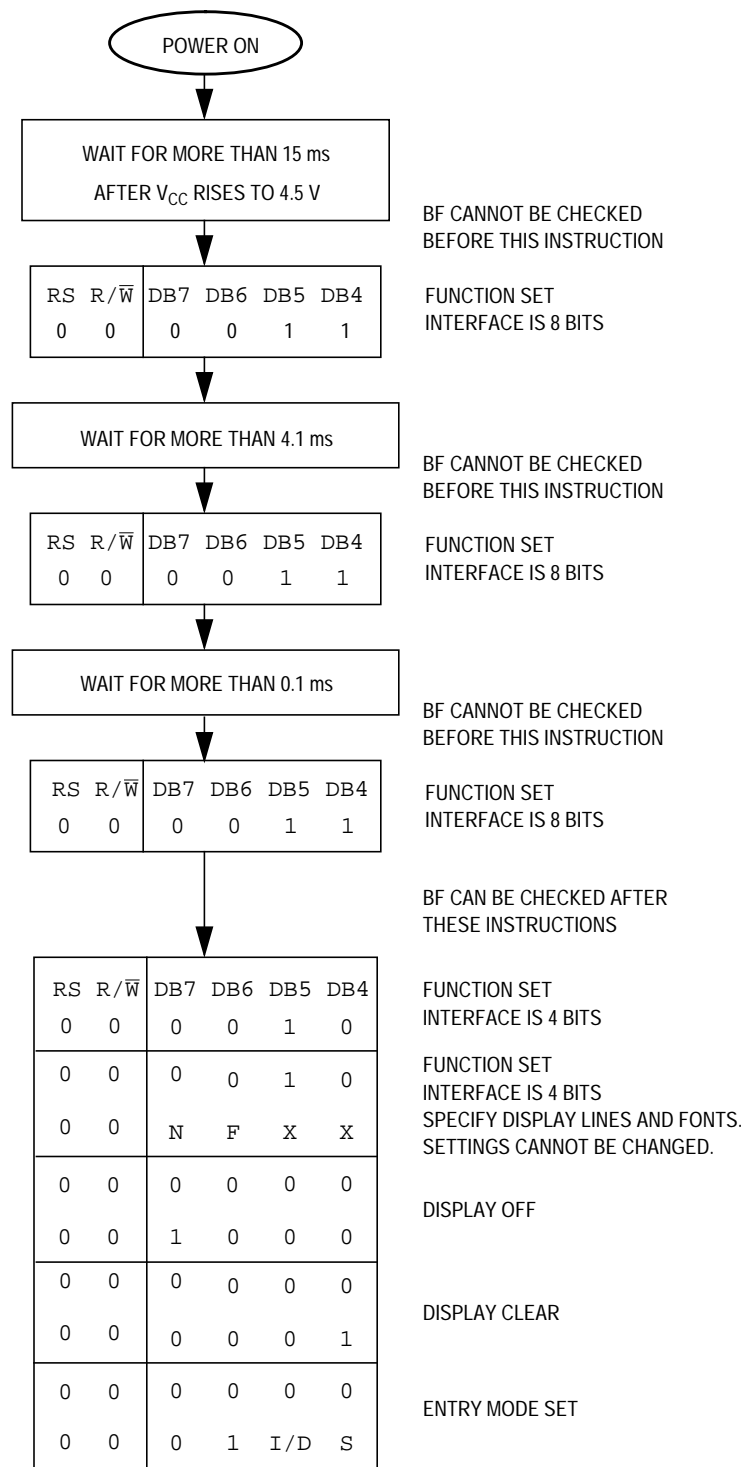 POWER ON
WAIT FOR MORE THAN 15 ms
AFTER VCC RISES TO 4.5 V
BF CANNOT BE CHECKED
BEFORE THIS INSTRUCTION
RS R/W̅ DB7 DB6 DB5 DB4
0 0 0 0 1 1
FUNCTION SET
INTERFACE IS 8 BITS
WAIT FOR MORE THAN 4.1 ms
BF CANNOT BE CHECKED
BEFORE THIS INSTRUCTION
RS R/W̅ DB7 DB6 DB5 DB4
0 0 0 0 1 1
FUNCTION SET
INTERFACE IS 8 BITS
WAIT FOR MORE THAN 0.1 ms
BF CANNOT BE CHECKED
BEFORE THIS INSTRUCTION
RS R/W̅ DB7 DB6 DB5 DB4
0 0 0 0 1 1
FUNCTION SET
INTERFACE IS 8 BITS
BF CAN BE CHECKED AFTER
THESE INSTRUCTIONS
RS R/W̅ DB7 DB6 DB5 DB4
0 0 0 0 1 0
FUNCTION SET
INTERFACE IS 4 BITS
0 0 0 0 1 0
0 0 N F X X
FUNCTION SET
INTERFACE IS 4 BITS
SPECIFY DISPLAY LINES AND FONTS.
SETTINGS CANNOT BE CHANGED.
0 0 0 0 0 0
0 0 1 0 0 0
DISPLAY OFF
0 0 0 0 0 0
0 0 0 0 0 1
DISPLAY CLEAR
0 0 0 0 0 0
0 0 0 1 I/D S
ENTRY MODE SET